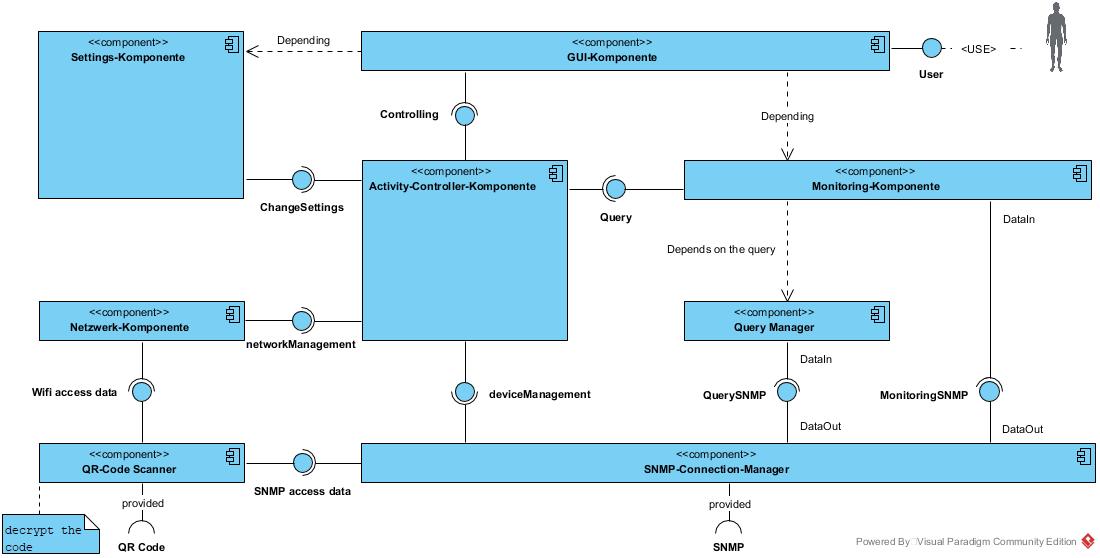 <<component>>
Settings-Komponente
Depending
<<component>>
GUI-Komponente
<USE>
User
Controlling
Depending
<<component>>
Activity-Controller-Komponente
<<component>>
Monitoring-Komponente
ChangeSettings
Query
DataIn
Depends on the query
<<component>>
Netzwerk-Komponente
networkManagement
<<component>>
Query Manager
DataIn
Wifi access data
deviceManagement
QuerySNMP
MonitoringSNMP
DataOut
DataOut
<<component>>
QR-Code Scanner
SNMP access data
<<component>>
SNMP-Connection-Manager
provided
provided
decrypt the
code
QR Code
SNMP
Powered By Visual Paradigm Community Edition